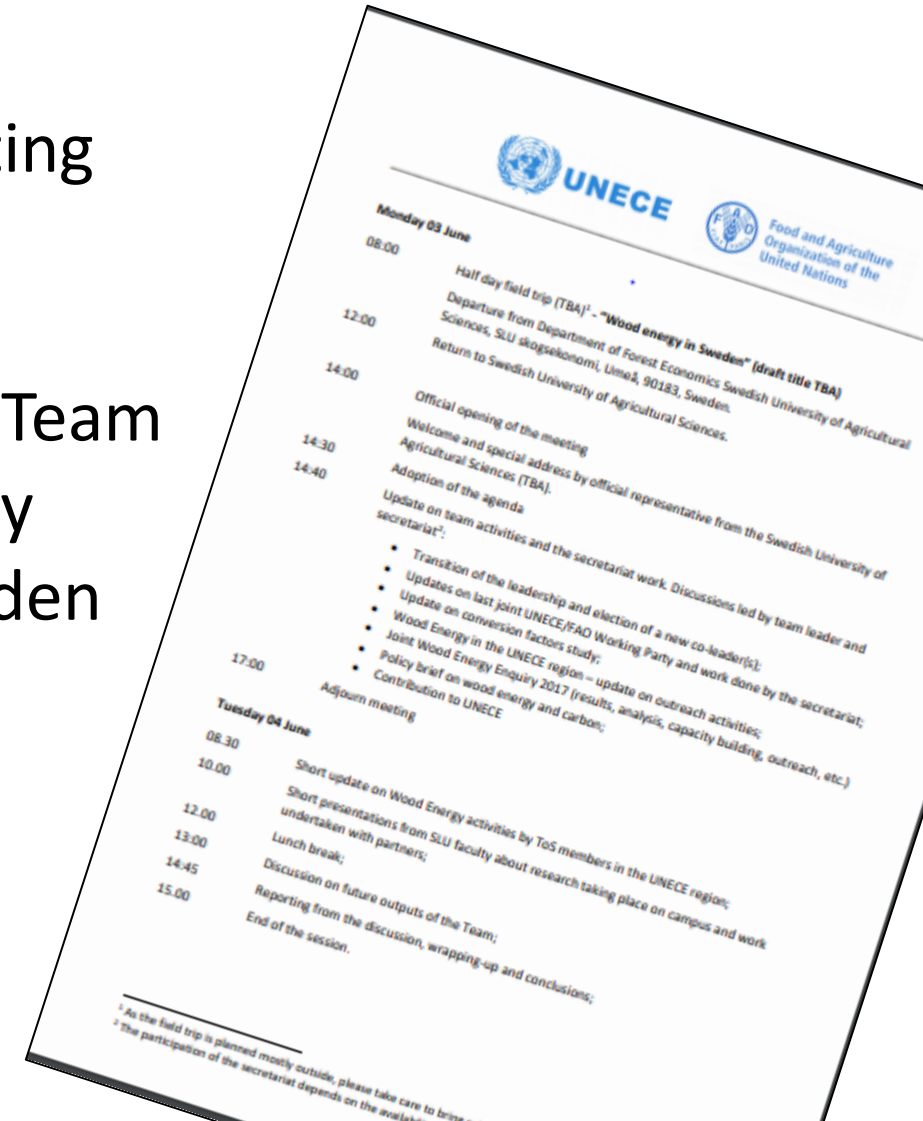 ing
Team
y
den
UNECE
Food and Agriculture
Organization of the
United Nations
Monday 03 June
08:00
Half day field trip (TBA)¹ - "Wood energy in Sweden" (draft title TBA)
Departure from Department of Forest Economics Swedish University of Agricultural
Sciences, SLU skogsekonomi, Umeå, 90183, Sweden.
12:00
Return to Swedish University of Agricultural Sciences.
14:00
Official opening of the meeting
Welcome and special address by official representative from the Swedish University of
Agricultural Sciences (TBA).
14:30
Adoption of the agenda
14:40
Update on team activities and the secretariat work. Discussions led by team leader and
secretariat²:
• Transition of the leadership and election of a new co-leader(s);
• Updates on last joint UNECE/FAO Working Party and work done by the secretariat;
• Update on conversion factors study;
• Wood Energy in the UNECE region – update on outreach activities;
• Joint Wood Energy Enquiry 2017 (results, analysis, capacity building, outreach, etc.)
• Policy brief on wood energy and carbon;
• Contribution to UNECE
17:00
Adjourn meeting
Tuesday 04 June
08.30
Short update on Wood Energy activities by ToS members in the UNECE region;
10.00
Short presentations from SLU faculty about research taking place on campus and work
undertaken with partners;
12.00
Lunch break;
13:00
Discussion on future outputs of the Team;
14:45
Reporting from the discussion, wrapping-up and conclusions;
15.00
End of the session.
¹ As the field trip is planned mostly outside, please take care to bring
² The participation of the secretariat depends on the